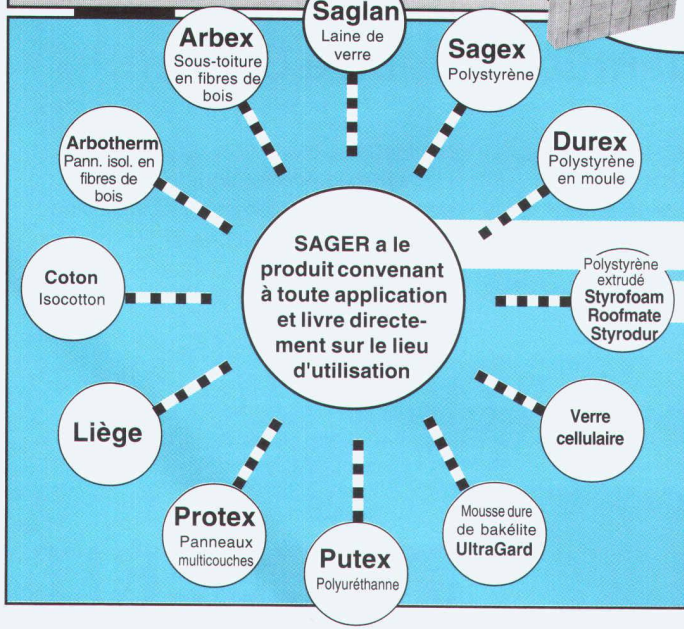 Saglan
Laine de
verre
Arbex
Sous-toiture
en fibres de
bois
Sagex
Polystyrène
Arbotherm
Pann. isol. en
fibres de
bois
Durex
Polystyrène
en moule
SAGER a le
produit convenant
à toute application
et livre directe-
ment sur le lieu
d'utilisation
Coton
Isocotton
Polystyrène
extrudé
Styrofoam
Roofmate
Styrodur
Liège
Verre
cellulaire
Protex
Panneaux
multicouches
Putex
Polyuréthanne
Mousse dure
de bakélite
UltraGard